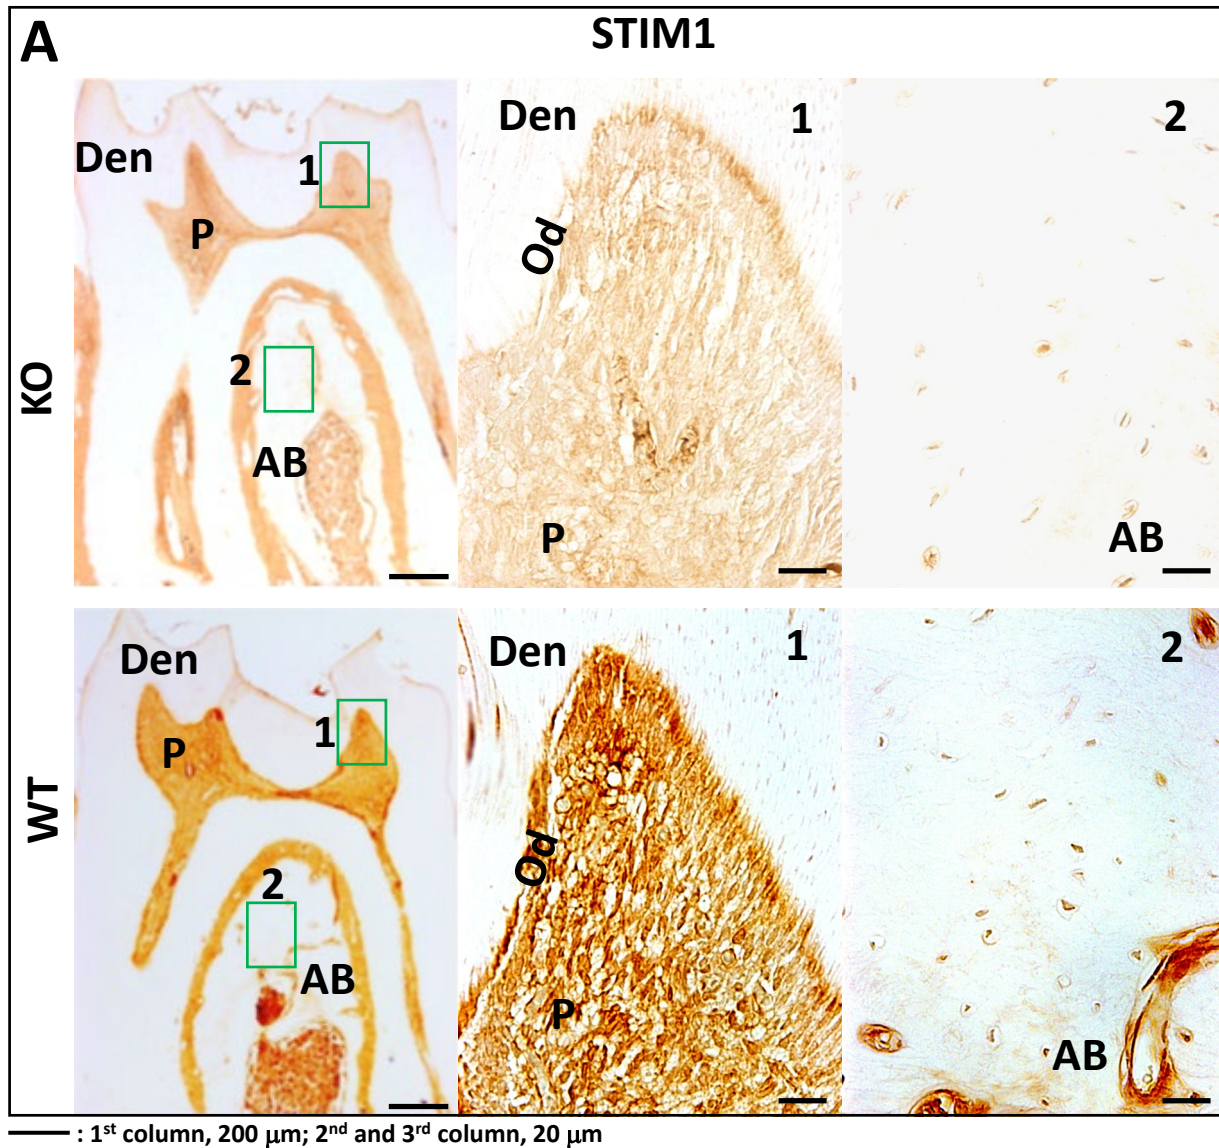 A
STIM1
KO
Den
1
P
2
AB
Den
1
Od
P
2
AB
WT
Den
1
P
2
AB
Den
1
Od
P
2
AB
: 1st column, 200 μm; 2nd and 3rd column, 20 μm